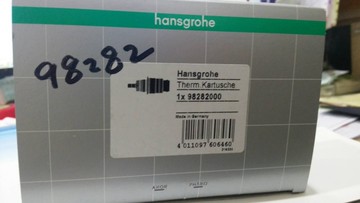 hansgrohe
98282
Hansgrohe
Therm.Kartusche
1x 98282000
Made in Germany
4 011097 606460